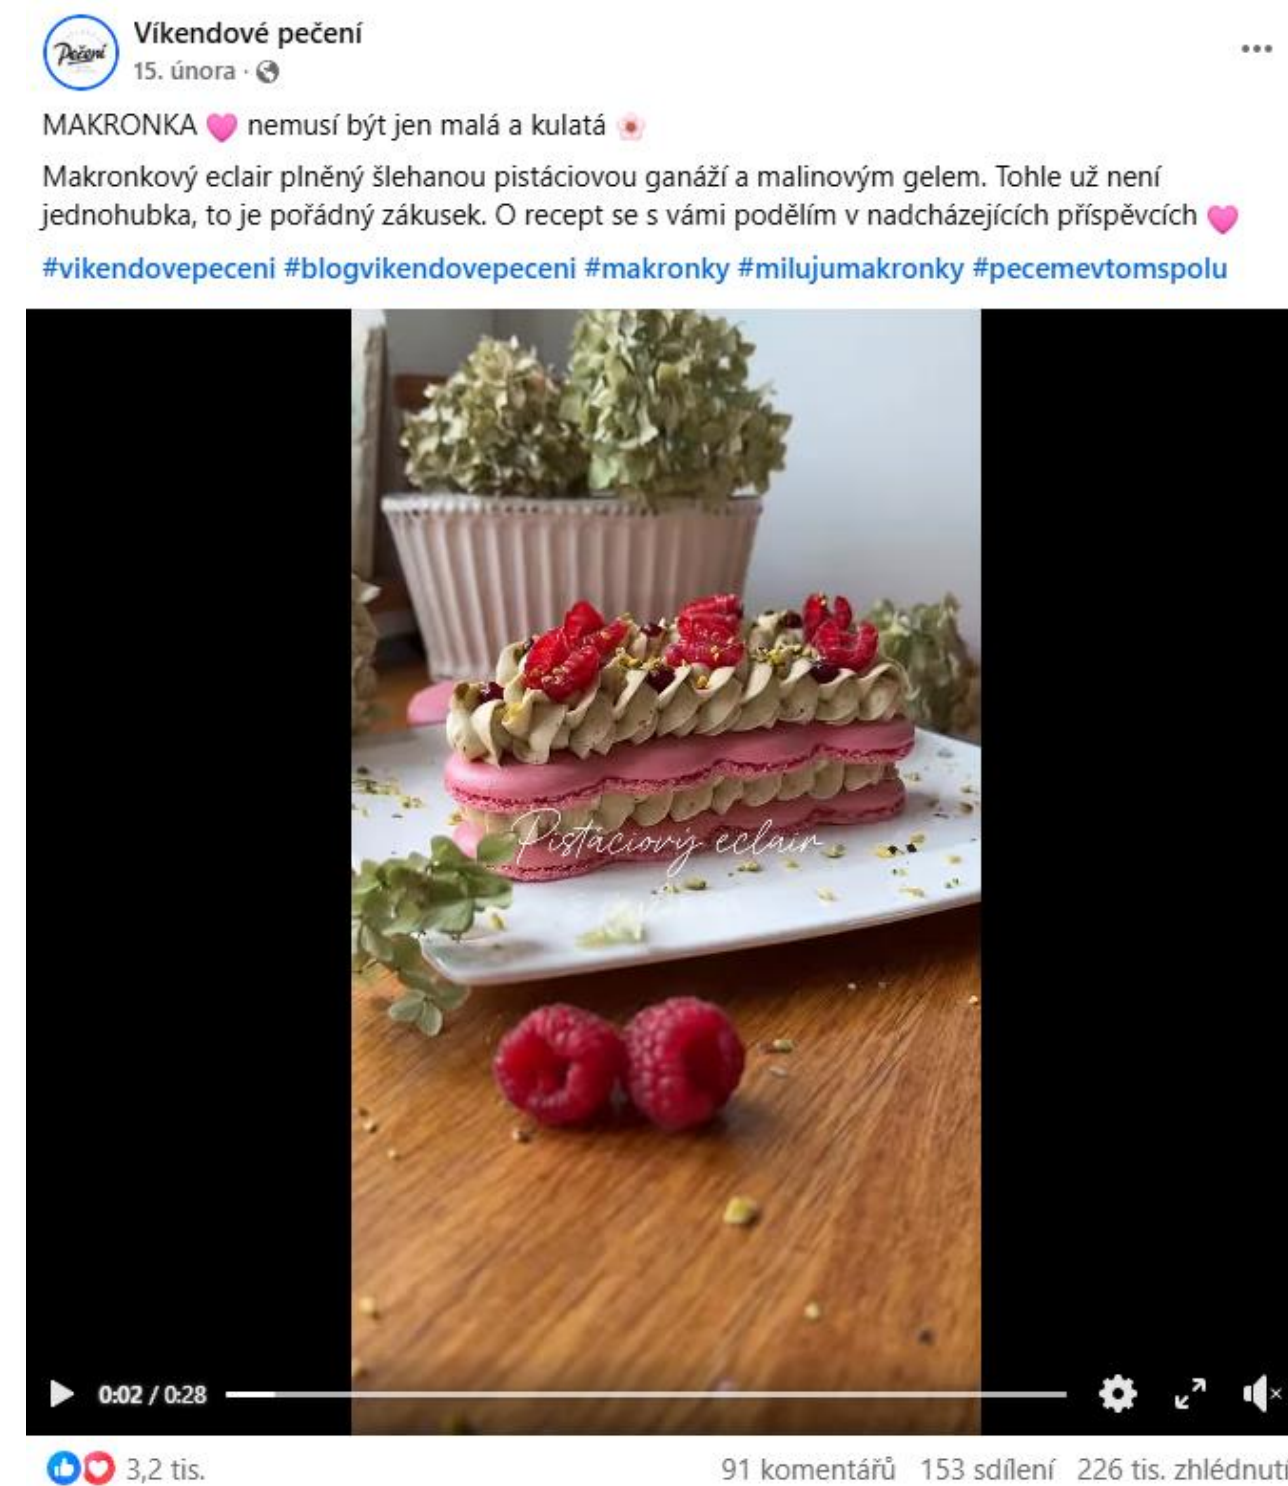 Pečení
Víkendové pečení
15. února ·
MAKRONKA 💗 nemusí být jen malá a kulatá 🌸
Makronkový eclair plněný šlehanou pistáciovou ganáží a malinovým gelem. Tohle už není
jednohubka, to je pořádný zákusek. O recept se s vámi podělím v nadcházejících příspěvcích 💗
#vikendovepeceni #blogvikendovepeceni #makronky #milujumakronky #pecemevtomspolu
Pistáciový eclair
0:02 / 0:28
3,2 tis.
91 komentářů 153 sdílení 226 tis. zhlédnutí